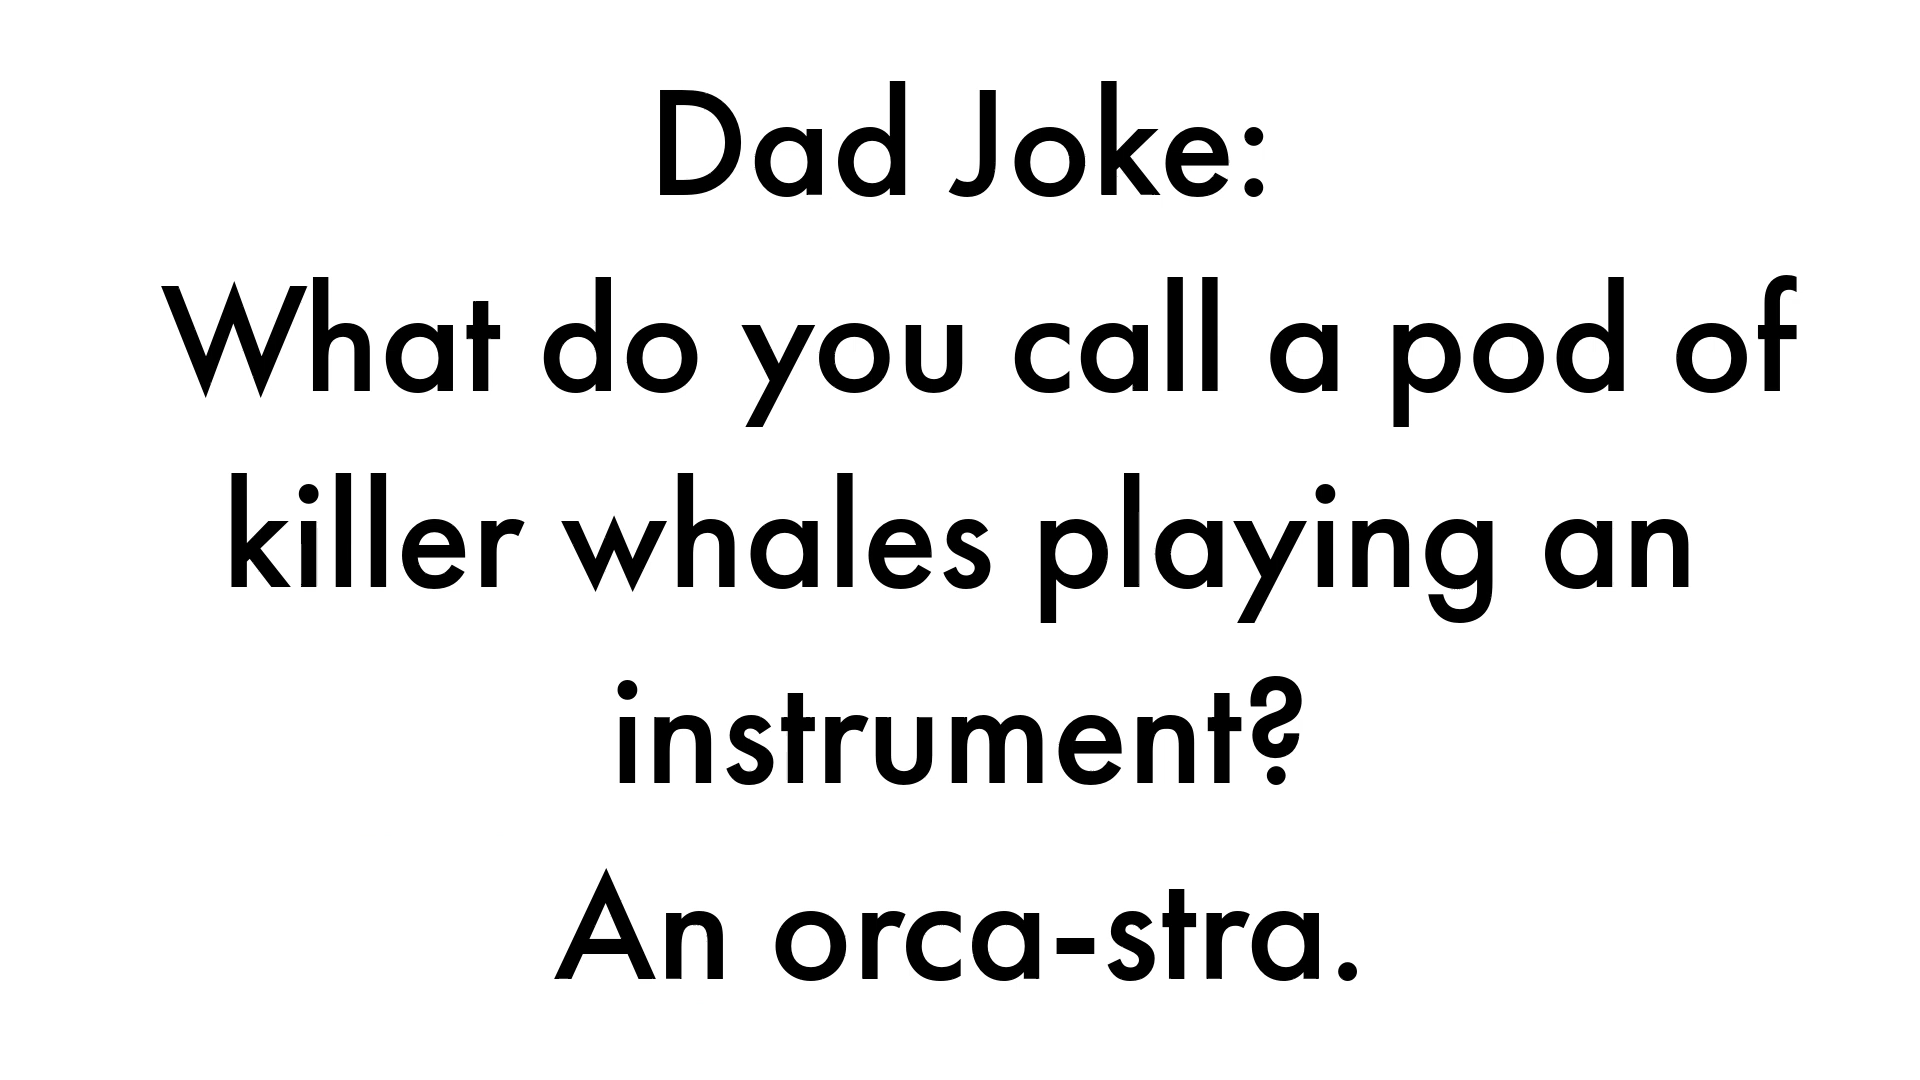 Dad Joke:
What do you call a pod of
killer whales playing an
instrument?
An orca-stra.